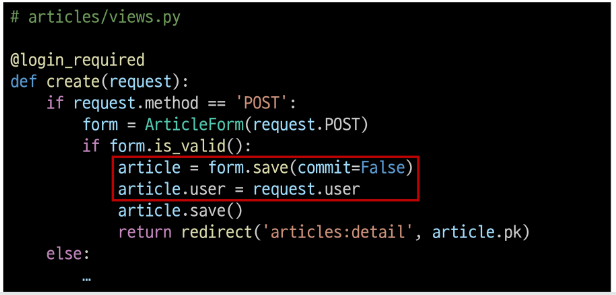 # articles/views.py
@login_required
def create(request):
    if request.method == 'POST':
        form = ArticleForm(request.POST)
        if form.is_valid():
            article = form.save(commit=False)
            article.user = request.user
            article.save()
            return redirect('articles:detail', article.pk)
    else:
        …